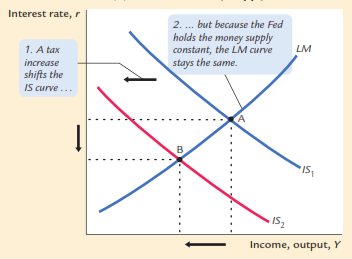 Interest rate, r
1. A tax
increase
shifts the
IS curve . . .
2. ... but because the Fed
holds the money supply
constant, the LM curve
stays the same.
LM
A
B
IS1
IS2
Income, output, Y